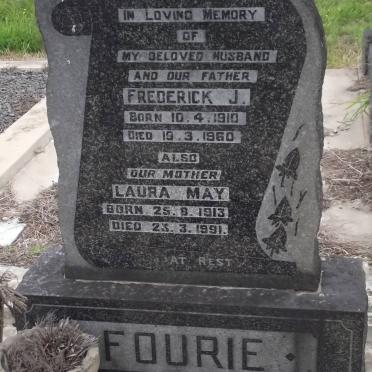 IN LOVING MEMORY
OF
MY BELOVED HUSBAND
AND OUR FATHER
FREDERICK J.
BORN 10.4.1910
DIED 19.3.1960
ALSO
OUR MOTHER
LAURA MAY
BORN 25.8.1913
DIED 23.3.1991.
AT REST
FOURIE